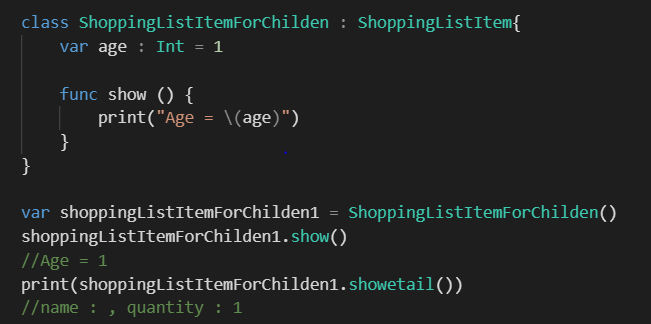 class ShoppingListItemForChilden : ShoppingListItem{
var age : Int = 1
func show () {
print("Age = \(age)")
}
}
var shoppingListItemForChilden1 = ShoppingListItemForChilden()
shoppingListItemForChilden1.show()
//Age = 1
print(shoppingListItemForChilden1.showetail())
//name : , quantity : 1